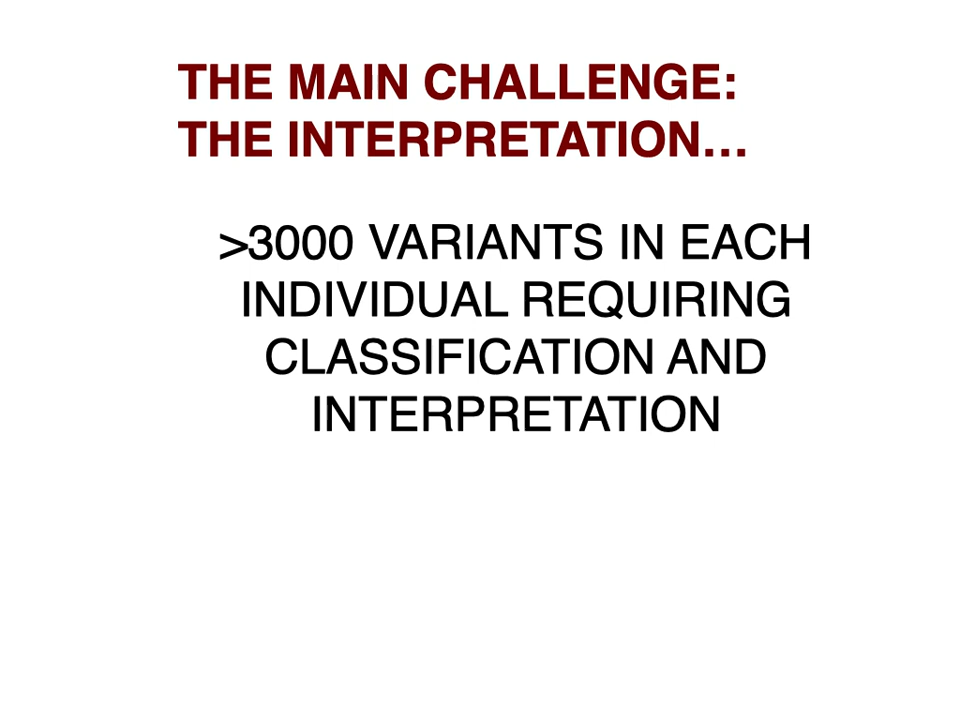 THE MAIN CHALLENGE:
THE INTERPRETATION…
>3000 VARIANTS IN EACH
INDIVIDUAL REQUIRING
CLASSIFICATION AND
INTERPRETATION